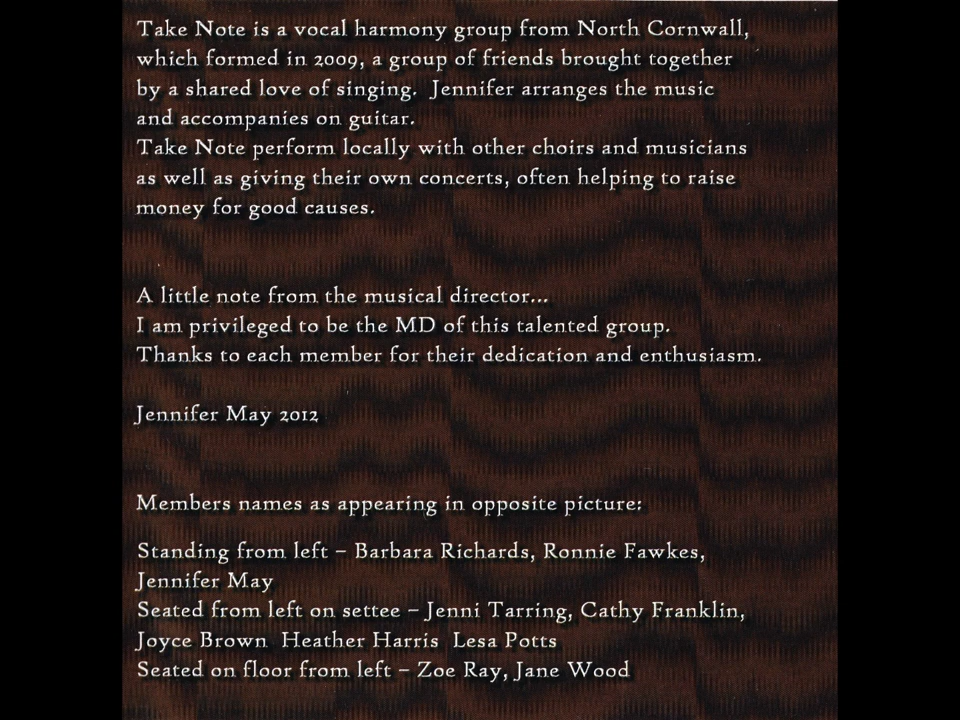 Take Note is a vocal harmony group from North Cornwall,
which formed in 2009, a group of friends brought together
by a shared love of singing. Jennifer arranges the music
and accompanies on guitar.
Take Note perform locally with other choirs and musicians
as well as giving their own concerts, often helping to raise
money for good causes.
A little note from the musical director...
I am privileged to be the MD of this talented group.
Thanks to each member for their dedication and enthusiasm.
Jennifer May 2012
Members names as appearing in opposite picture:
Standing from left – Barbara Richards, Ronnie Fawkes,
Jennifer May
Seated from left on settee – Jenni Tarring, Cathy Franklin,
Joyce Brown Heather Harris Lesa Potts
Seated on floor from left – Zoe Ray, Jane Wood